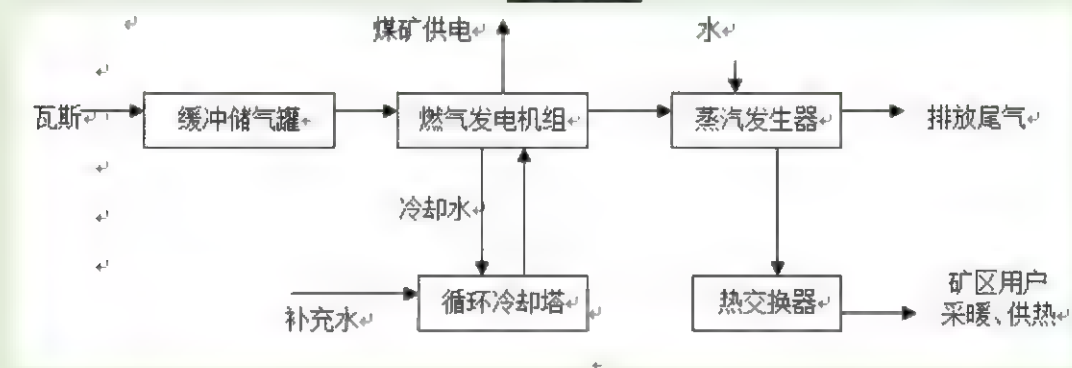 煤矿供电
水
瓦斯
缓冲储气罐
燃气发电机组
蒸汽发生器
排放尾气
冷却水
补充水
循环冷却塔
热交换器
矿区用户
采暖、供热